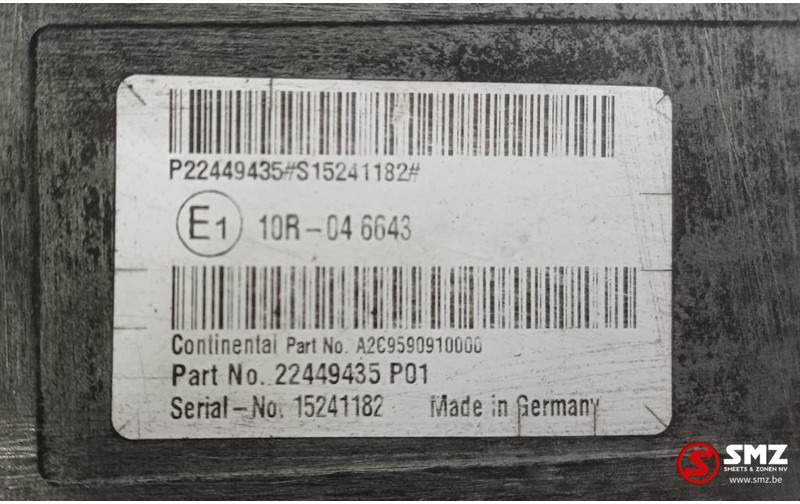 P22449435#S15241182#
E1 10R-04 6643
Continental Part No. A2C9590910000
Part No. 22449435 P01
Serial-No. 15241182 Made in Germany
S SMZ
SHEETS & ZONEN NV
www.smz.be